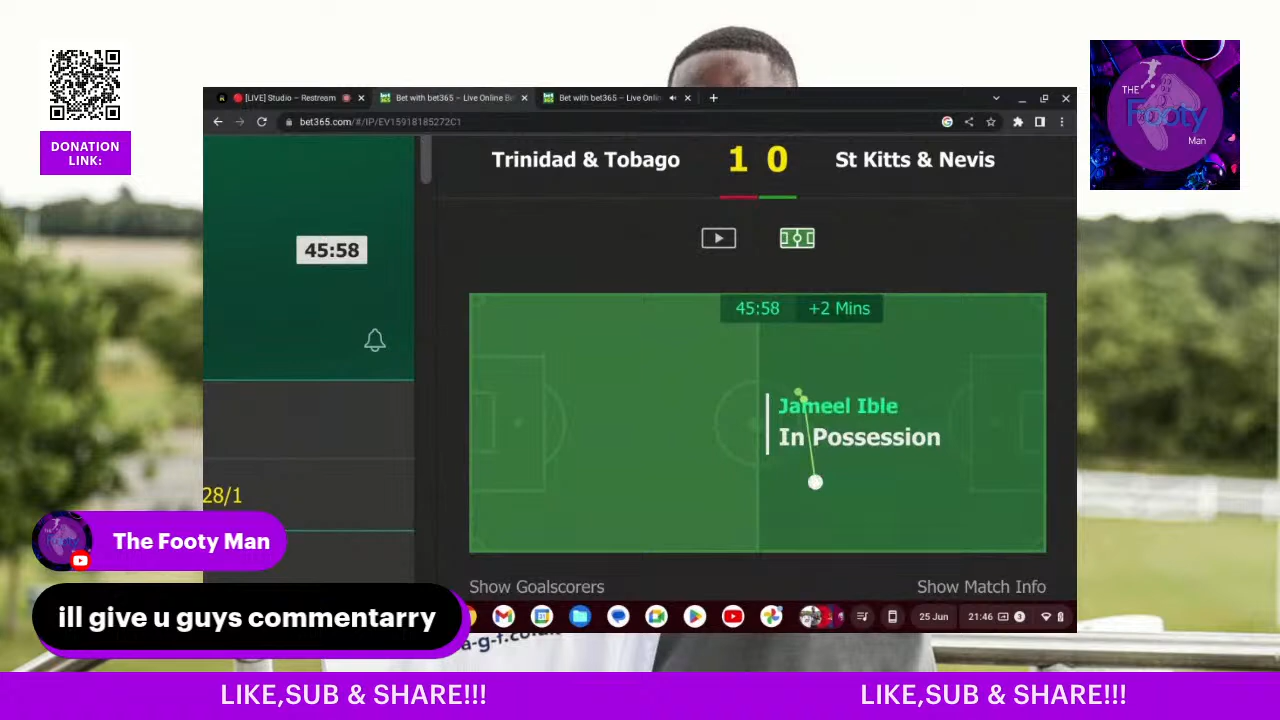 DONATION
LINK:
THE
Footy
Man
[LIVE] Studio – Restream
Bet with bet365 – Live Online Be
Bet with bet365 – Live Onlin
bet365.com/#/IP/EV15918185272C1
Trinidad & Tobago 1 0 St Kitts & Nevis
45:58
45:58 +2 Mins
Jameel Ible
In Possession
28/1
Show Goalscorers
Show Match Info
25 Jun
21:46
3
The Footy Man
ill give u guys commentarry
LIKE,SUB & SHARE!!!
LIKE,SUB & SHARE!!!